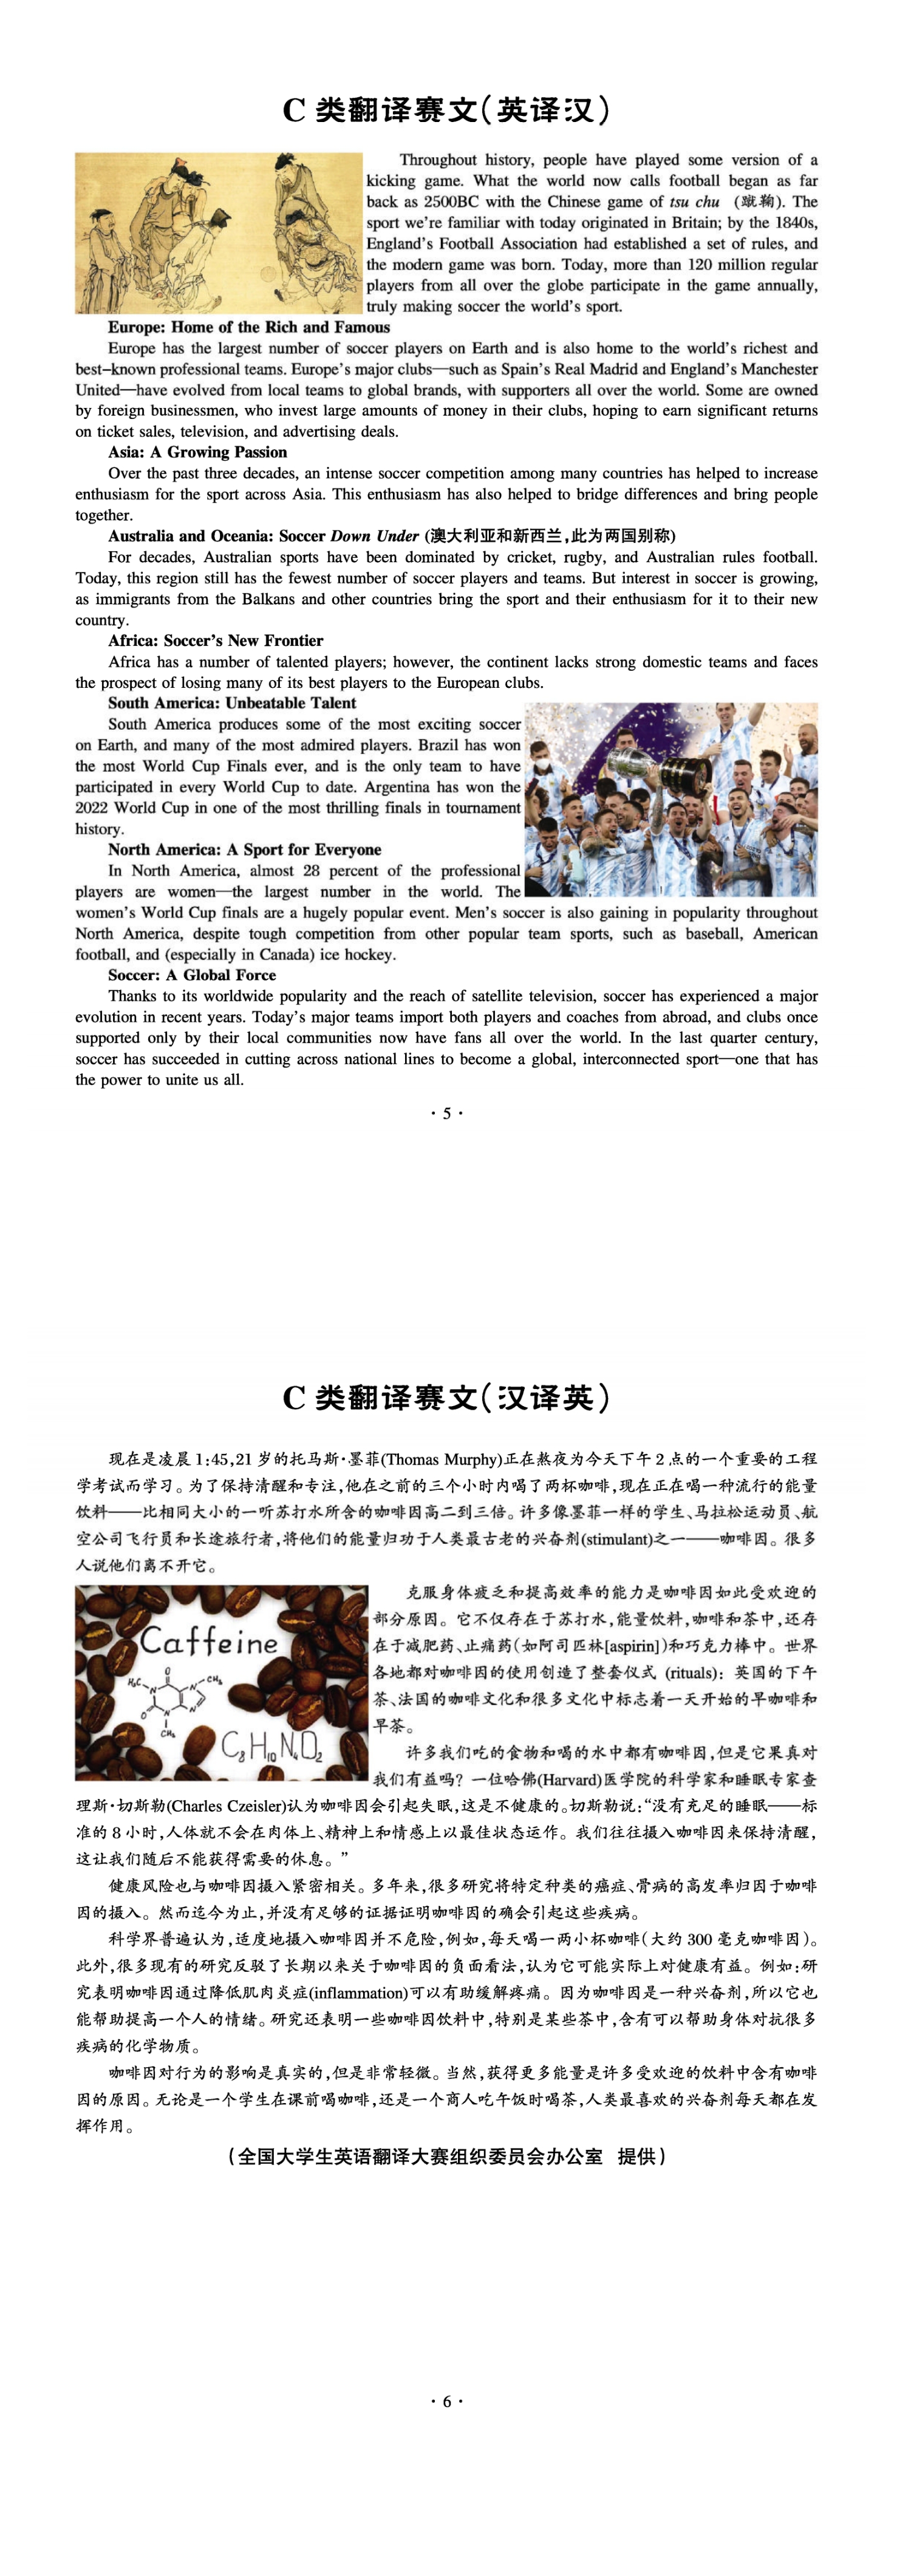 C 类翻译赛文(英译汉)
Throughout history, people have played some version of a
kicking game. What the world now calls football began as far
back as 2500BC with the Chinese game of tsu chu (蹴鞠). The
sport we're familiar with today originated in Britain; by the 1840s,
England's Football Association had established a set of rules, and
the modern game was born. Today, more than 120 million regular
players from all over the globe participate in the game annually,
truly making soccer the world's sport.
Europe: Home of the Rich and Famous
Europe has the largest number of soccer players on Earth and is also home to the world's richest and
best-known professional teams. Europe's major clubs—such as Spain's Real Madrid and England's Manchester
United—have evolved from local teams to global brands, with supporters all over the world. Some are owned
by foreign businessmen, who invest large amounts of money in their clubs, hoping to earn significant returns
on ticket sales, television, and advertising deals.
Asia: A Growing Passion
Over the past three decades, an intense soccer competition among many countries has helped to increase
enthusiasm for the sport across Asia. This enthusiasm has also helped to bridge differences and bring people
together.
Australia and Oceania: Soccer Down Under (澳大利亚和新西兰,此为两国别称)
For decades, Australian sports have been dominated by cricket, rugby, and Australian rules football.
Today, this region still has the fewest number of soccer players and teams. But interest in soccer is growing,
as immigrants from the Balkans and other countries bring the sport and their enthusiasm for it to their new
country.
Africa: Soccer's New Frontier
Africa has a number of talented players; however, the continent lacks strong domestic teams and faces
the prospect of losing many of its best players to the European clubs.
South America: Unbeatable Talent
South America produces some of the most exciting soccer
on Earth, and many of the most admired players. Brazil has won
the most World Cup Finals ever, and is the only team to have
participated in every World Cup to date. Argentina has won the
2022 World Cup in one of the most thrilling finals in tournament
history.
North America: A Sport for Everyone
In North America, almost 28 percent of the professional
players are women—the largest number in the world. The
women's World Cup finals are a hugely popular event. Men's soccer is also gaining in popularity throughout
North America, despite tough competition from other popular team sports, such as baseball, American
football, and (especially in Canada) ice hockey.
Soccer: A Global Force
Thanks to its worldwide popularity and the reach of satellite television, soccer has experienced a major
evolution in recent years. Today's major teams import both players and coaches from abroad, and clubs once
supported only by their local communities now have fans all over the world. In the last quarter century,
soccer has succeeded in cutting across national lines to become a global, interconnected sport—one that has
the power to unite us all.
· 5 ·
C 类翻译赛文(汉译英)
现在是凌晨1:45,21岁的托马斯·墨菲(Thomas Murphy)正在熬夜为今天下午2点的一个重要的工程
学考试而学习。为了保持清醒和专注,他在之前的三个小时内喝了两杯咖啡,现在正在喝一种流行的能量
饮料——比相同大小的一听苏打水所含的咖啡因高二到三倍。许多像墨菲一样的学生、马拉松运动员、航
空公司飞行员和长途旅行者,将他们的能量归功于人类最古老的兴奋剂(stimulant)之一——咖啡因。很多
人说他们离不开它。
克服身体疲乏和提高效率的能力是咖啡因如此受欢迎的
部分原因。它不仅存在于苏打水,能量饮料,咖啡和茶中,还存
在于减肥药、止痛药(如阿司匹林[aspirin])和巧克力棒中。世界
各地都对咖啡因的使用创造了整套仪式 (rituals): 英国的下午
茶、法国的咖啡文化和很多文化中标志着一天开始的早咖啡和
早茶。
Caffeine
H₃C
O
CH₃
N
N
O
N
N
CH₃
C₈H₁₀N₄O₂
许多我们吃的食物和喝的水中都有咖啡因,但是它果真对
我们有益吗? 一位哈佛(Harvard)医学院的科学家和睡眠专家查
理斯·切斯勒(Charles Czeisler)认为咖啡因会引起失眠,这是不健康的。切斯勒说:“没有充足的睡眠——标
准的8小时,人体就不会在肉体上、精神上和情感上以最佳状态运作。我们往往摄入咖啡因来保持清醒,
这让我们随后不能获得需要的休息。”
健康风险也与咖啡因摄入紧密相关。多年来,很多研究将特定种类的癌症、骨病的高发率归因于咖啡
因的摄入。然而迄今为止,并没有足够的证据证明咖啡因的确会引起这些疾病。
科学界普遍认为,适度地摄入咖啡因并不危险,例如,每天喝一两小杯咖啡(大约300毫克咖啡因)。
此外,很多现有的研究反驳了长期以来关于咖啡因的负面看法,认为它可能实际上对健康有益。例如:研
究表明咖啡因通过降低肌肉炎症(inflammation)可以有助缓解疼痛。因为咖啡因是一种兴奋剂,所以它也
能帮助提高一个人的情绪。研究还表明一些咖啡因饮料中,特别是某些茶中,含有可以帮助身体对抗很多
疾病的化学物质。
咖啡因对行为的影响是真实的,但是非常轻微。当然,获得更多能量是许多受欢迎的饮料中含有咖啡
因的原因。无论是一个学生在课前喝咖啡,还是一个商人吃午饭时喝茶,人类最喜欢的兴奋剂每天都在发
挥作用。
(全国大学生英语翻译大赛组织委员会办公室 提供)
· 6 ·